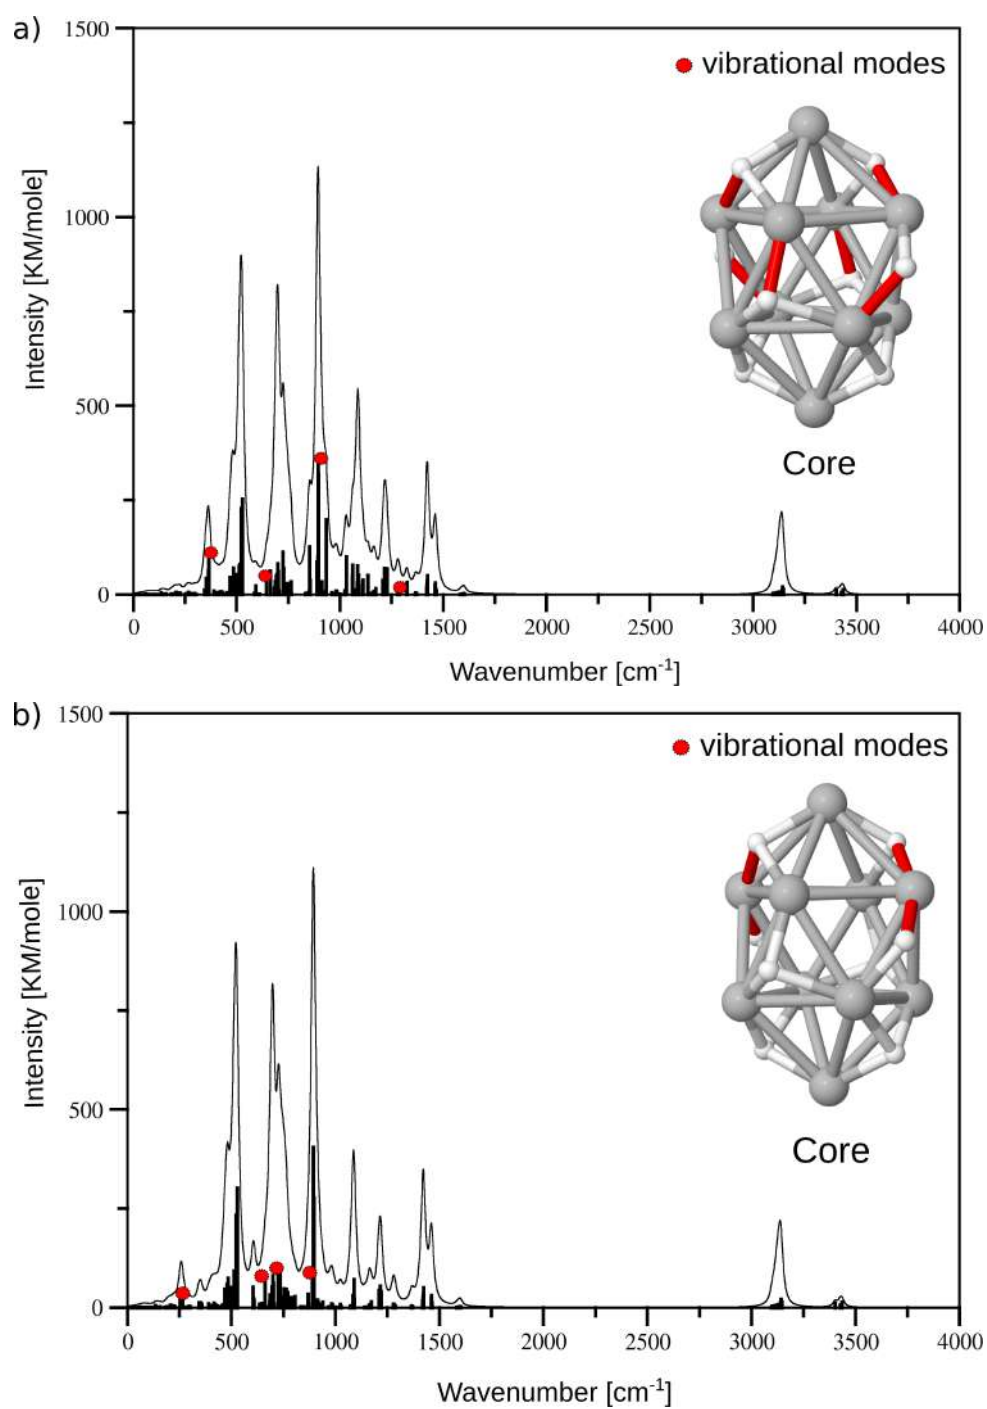 a)
1500
1000
500
0
Intensity [KM/mole]
vibrational modes
Core
0 500 1000 1500 2000 2500 3000 3500 4000
Wavenumber [cm-1]
b)
1500
1000
500
0
Intensity [KM/mole]
vibrational modes
Core
0 500 1000 1500 2000 2500 3000 3500 4000
Wavenumber [cm-1]